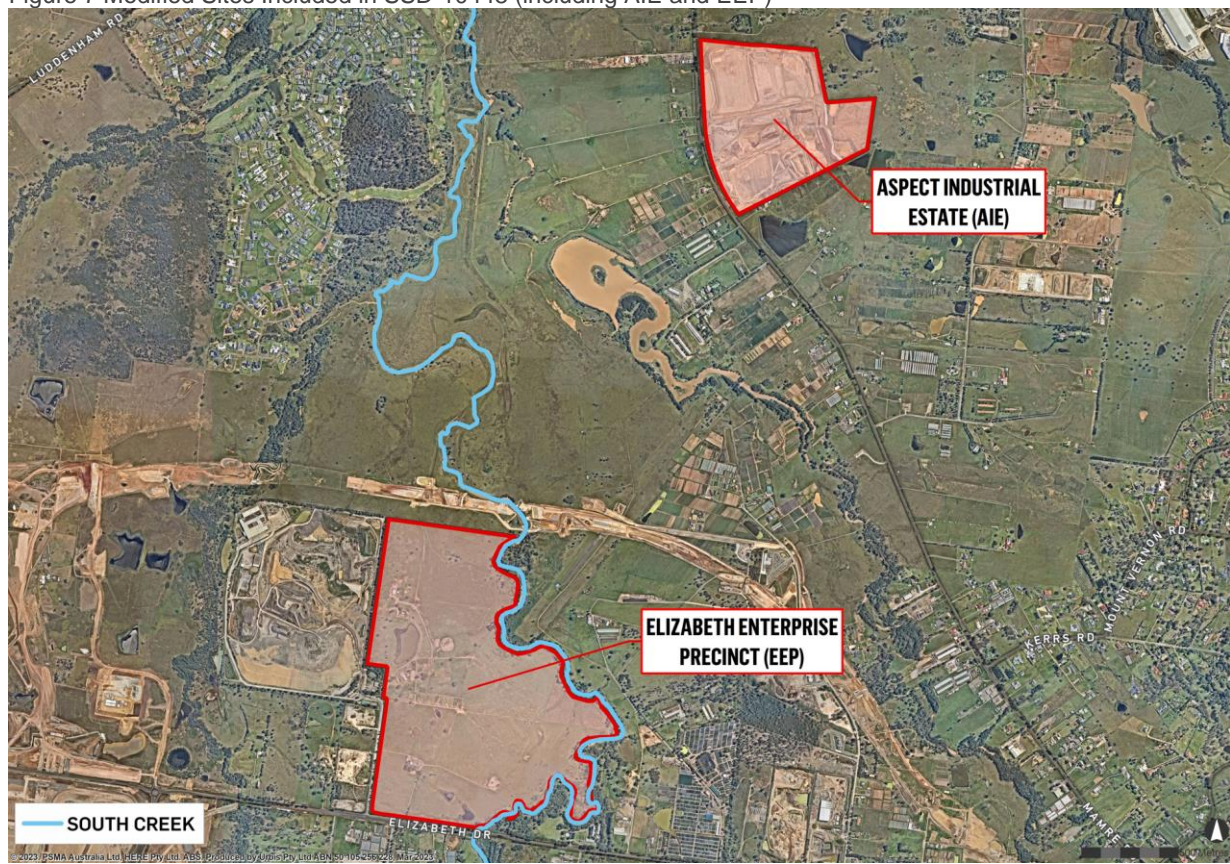 Figure 7 Modified Sites Included in SSD-10448 (including AIE and EEP)
LUDDENHAM RD
ASPECT INDUSTRIAL
ESTATE (AIE)
MOUNT VERNON RD
KERRS RD
ELIZABETH ENTERPRISE
PRECINCT (EEP)
MAMRE
SOUTH CREEK
ELIZABETH DR
© 2023. PSMA Australia Ltd, HERE Pty Ltd. ABS. Produced by Urbis Pty Ltd ABN 50 105 256 228, Mar 2023